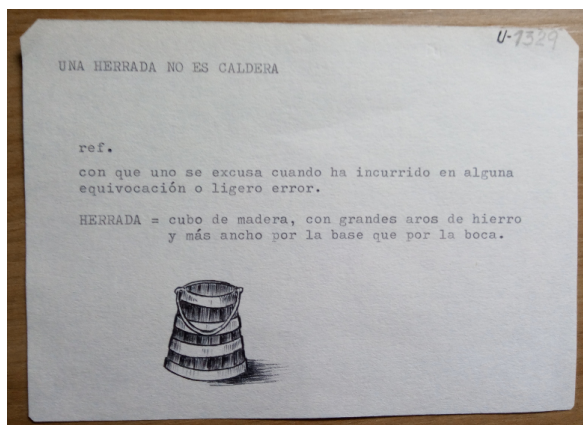 U-1329
UNA HERRADA NO ES CALDERA
ref.
con que uno se excusa cuando ha incurrido en alguna
equivocación o ligero error.
HERRADA = cubo de madera, con grandes aros de hierro
y más ancho por la base que por la boca.